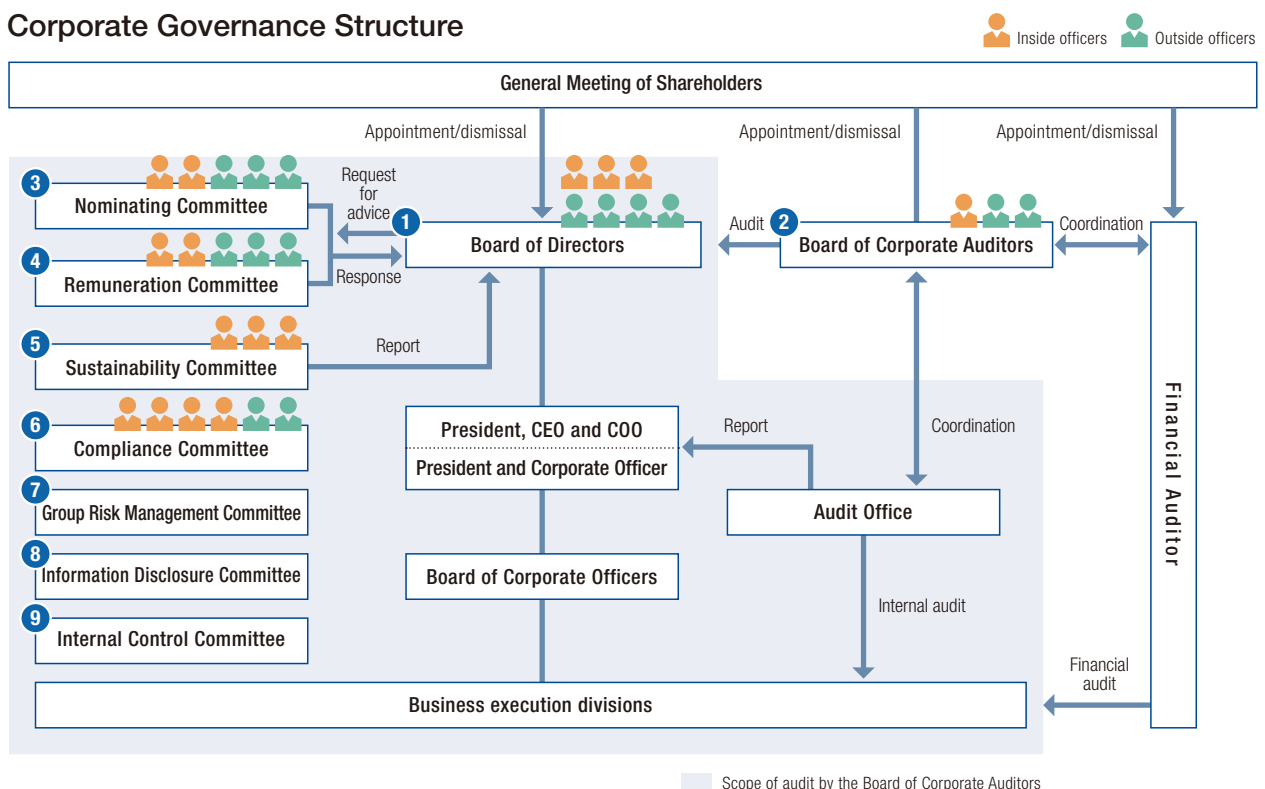 Corporate Governance Structure
Inside officers
Outside officers
General Meeting of Shareholders
Appointment/dismissal
Appointment/dismissal
Appointment/dismissal
3
Nominating Committee
Request
for
advice
1
Board of Directors
Audit
2
Board of Corporate Auditors
Coordination
4
Remuneration Committee
Response
5
Sustainability Committee
Report
6
Compliance Committee
President, CEO and COO
President and Corporate Officer
Report
Coordination
Financial Auditor
7
Group Risk Management Committee
Audit Office
8
Information Disclosure Committee
Board of Corporate Officers
Internal audit
9
Internal Control Committee
Financial
audit
Business execution divisions
Scope of audit by the Board of Corporate Auditors